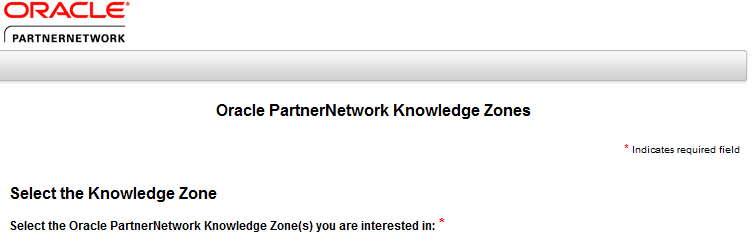 ORACLE®
PARTNERNETWORK
Oracle PartnerNetwork Knowledge Zones
* Indicates required field
Select the Knowledge Zone
Select the Oracle PartnerNetwork Knowledge Zone(s) you are interested in: *